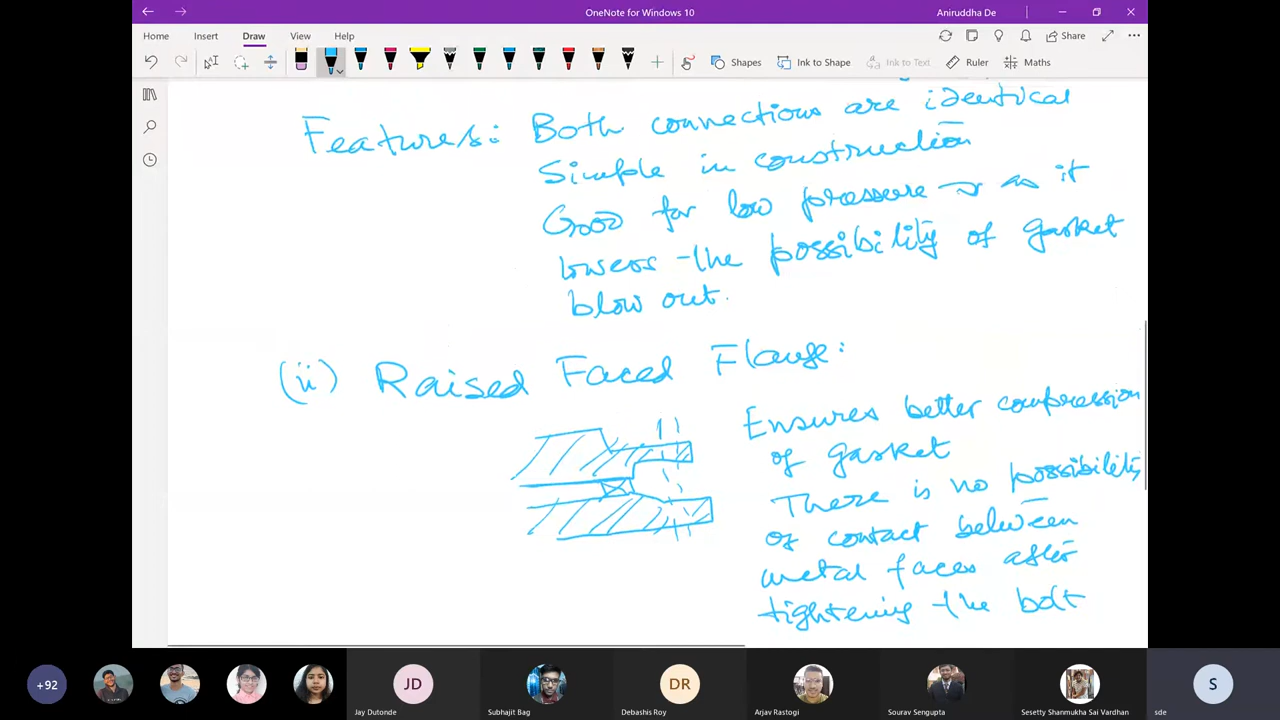 OneNote for Windows 10
Aniruddha De
Home Insert Draw View Help
Share
Shapes Ink to Shape Ink to Text Ruler Maths
Features: Both connections are identical
Simple in construction
Good for low pressure → as it
lowers the possibility of gasket
blow out.
(ii) Raised Faced Flange:
Ensures better compression
of gasket
There is no possibility
of contact between
metal faces after
tightening the bolt
+92
JD
DR
S
Jay Dutonde
Subhajit Bag
Debashis Roy
Arjav Rastogi
Sourav Sengupta
Sesetty Shanmukha Sai Vardhan
sde